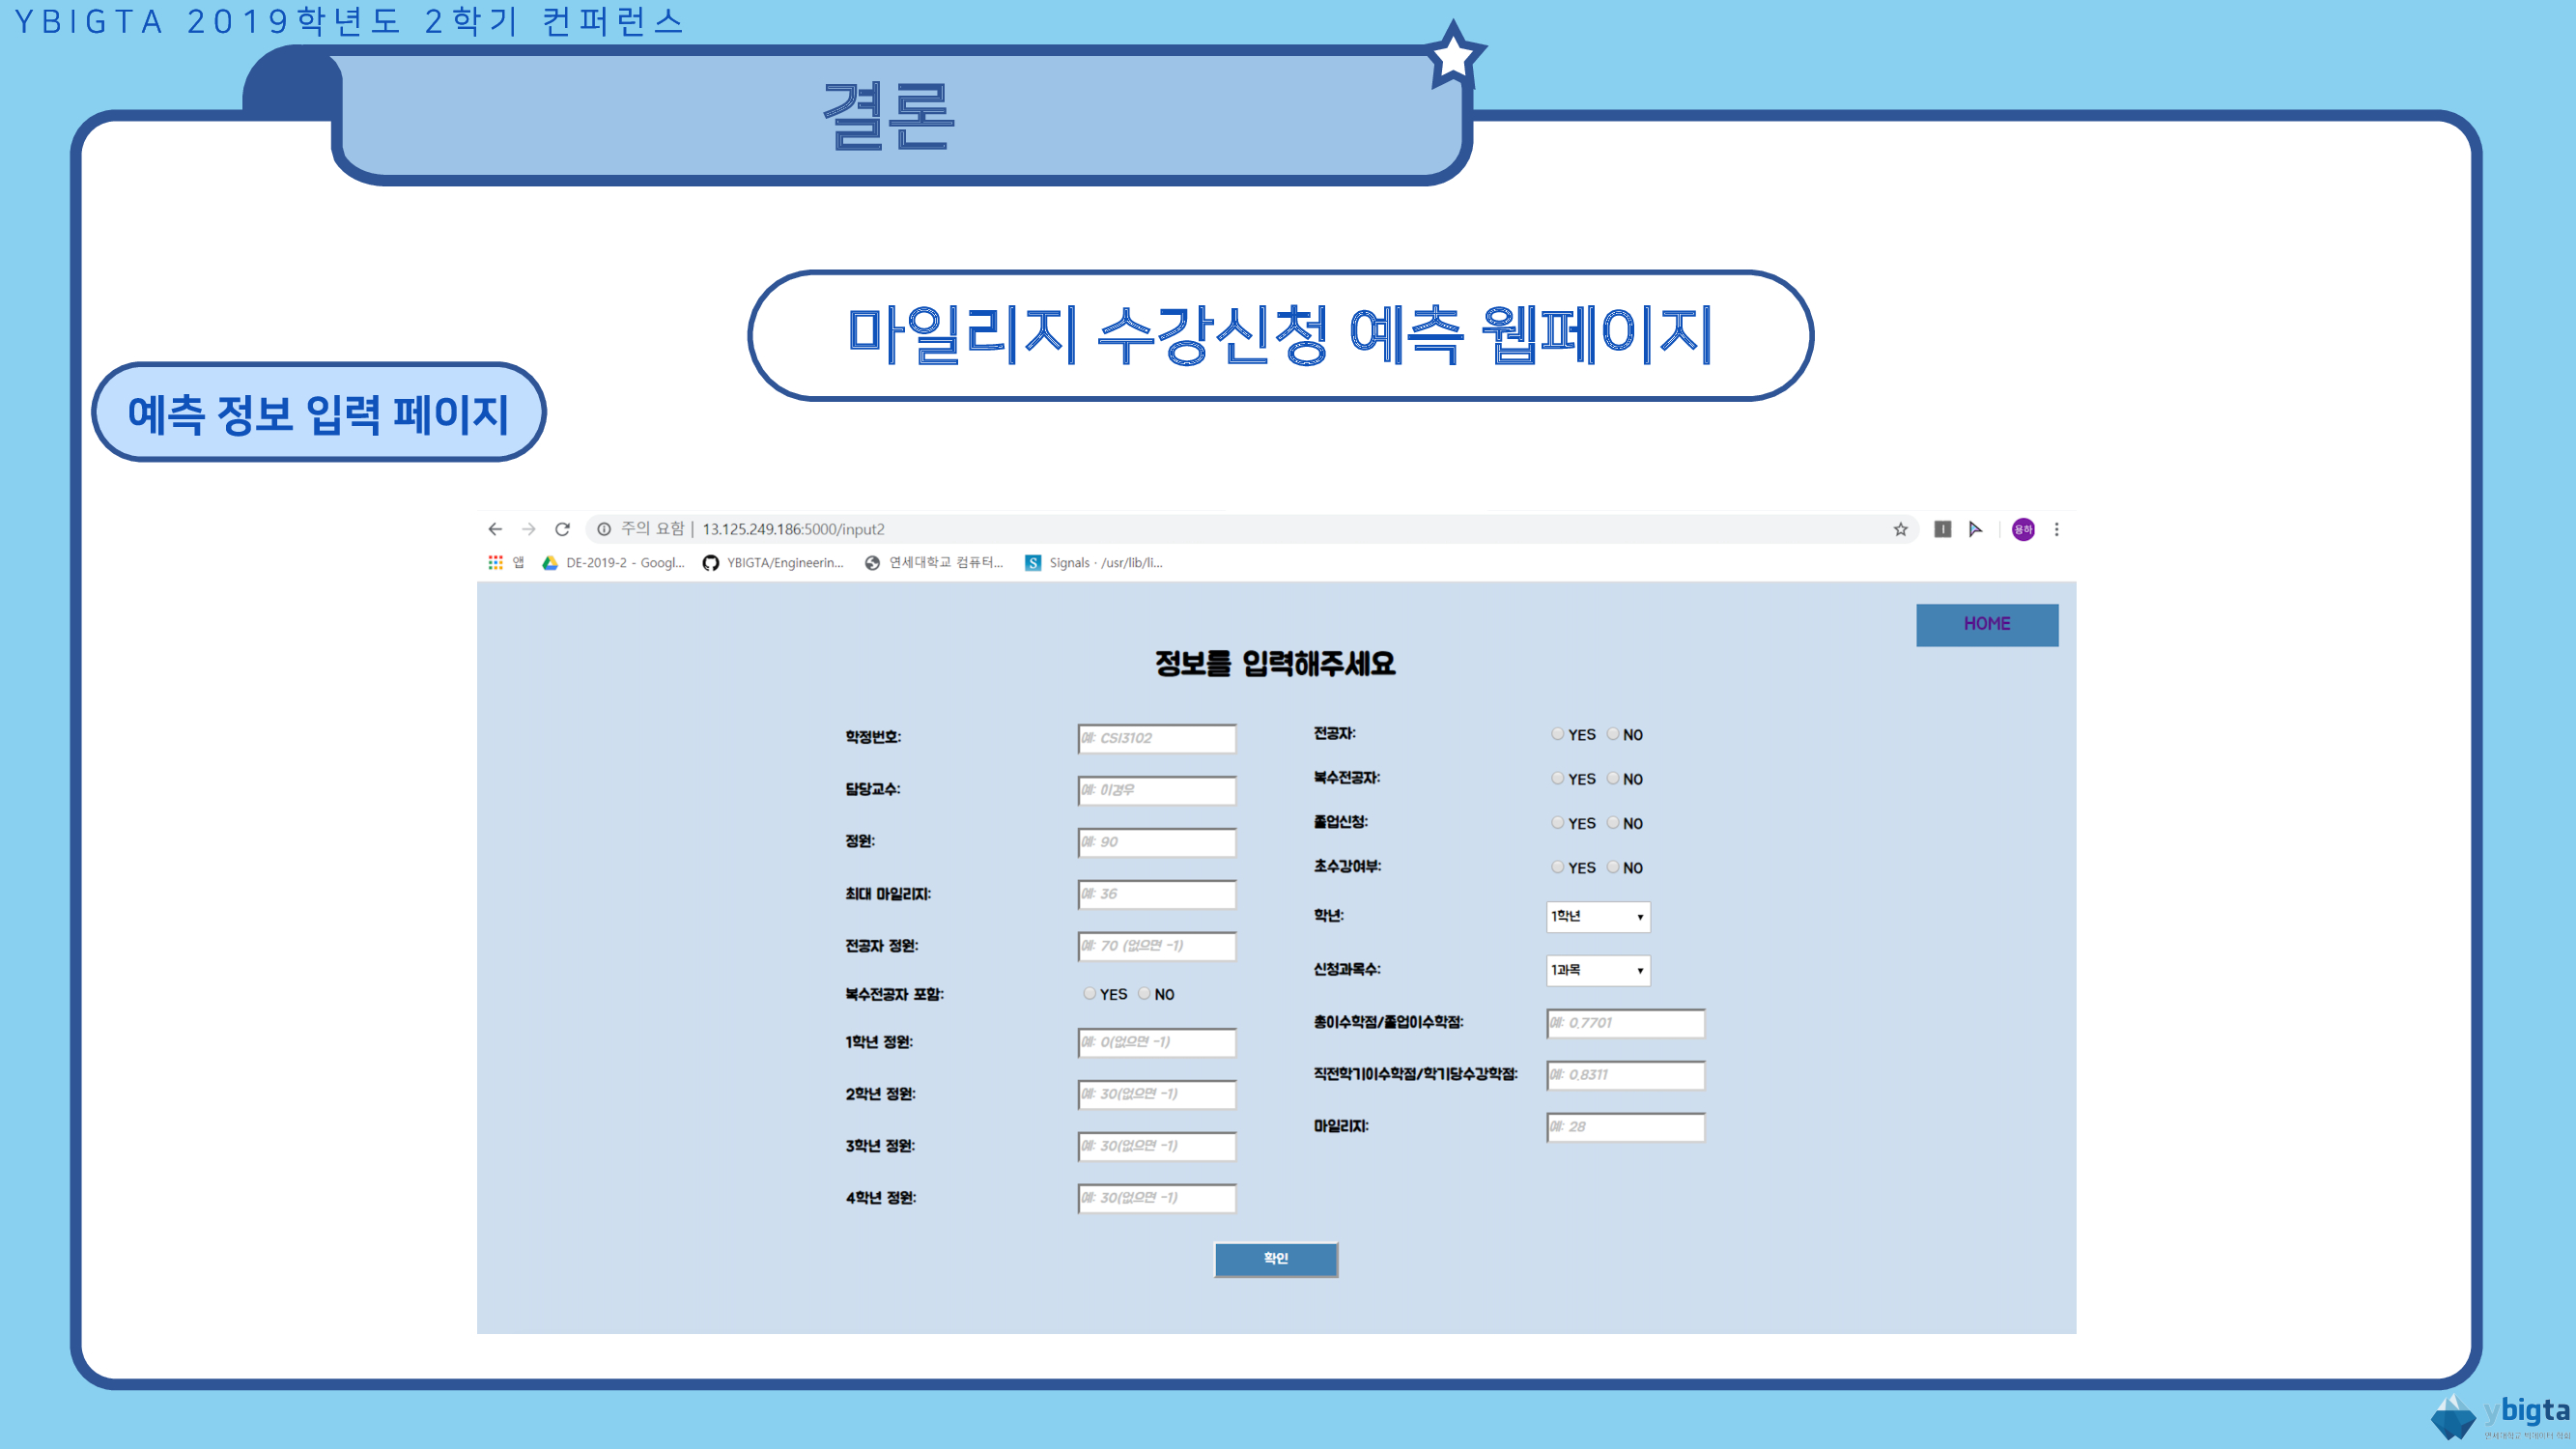 YBIGTA 2019학년도 2학기 컨퍼런스
결론
마일리지 수강신청 예측 웹페이지
예측 정보 입력 페이지
주의 요함 | 13.125.249.186:5000/input2
용하
앱 DE-2019-2 - Googl... YBIGTA/Engineerin... 연세대학교 컴퓨터... Signals · /usr/lib/li...
HOME
정보를 입력해주세요
학정번호: 예: CSI3102
담당교수: 예: 이경우
정원: 예: 90
최대 마일리지: 예: 36
전공자 정원: 예: 70 (없으면 -1)
복수전공자 포함: YES NO
1학년 정원: 예: 0(없으면 -1)
2학년 정원: 예: 30(없으면 -1)
3학년 정원: 예: 30(없으면 -1)
4학년 정원: 예: 30(없으면 -1)
전공자: YES NO
복수전공자: YES NO
졸업신청: YES NO
초수강여부: YES NO
학년: 1학년
신청과목수: 1과목
총이수학점/졸업이수학점: 예: 0.7701
직전학기이수학점/학기당수강학점: 예: 0.8311
마일리지: 예: 28
확인
ybigta
연세대학교 빅데이터 학회